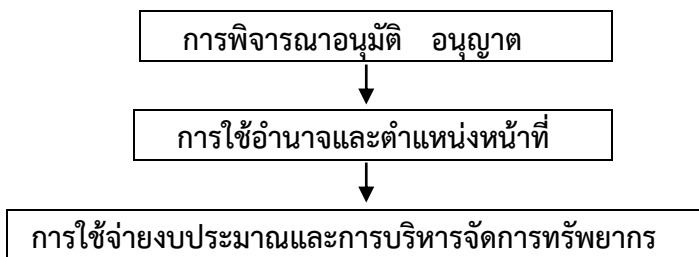 การพิจารณาอนุมัติ อนุญาต
การใช้อำนาจและตำแหน่งหน้าที่
การใช้จ่ายงบประมาณและการบริหารจัดการทรัพยากร